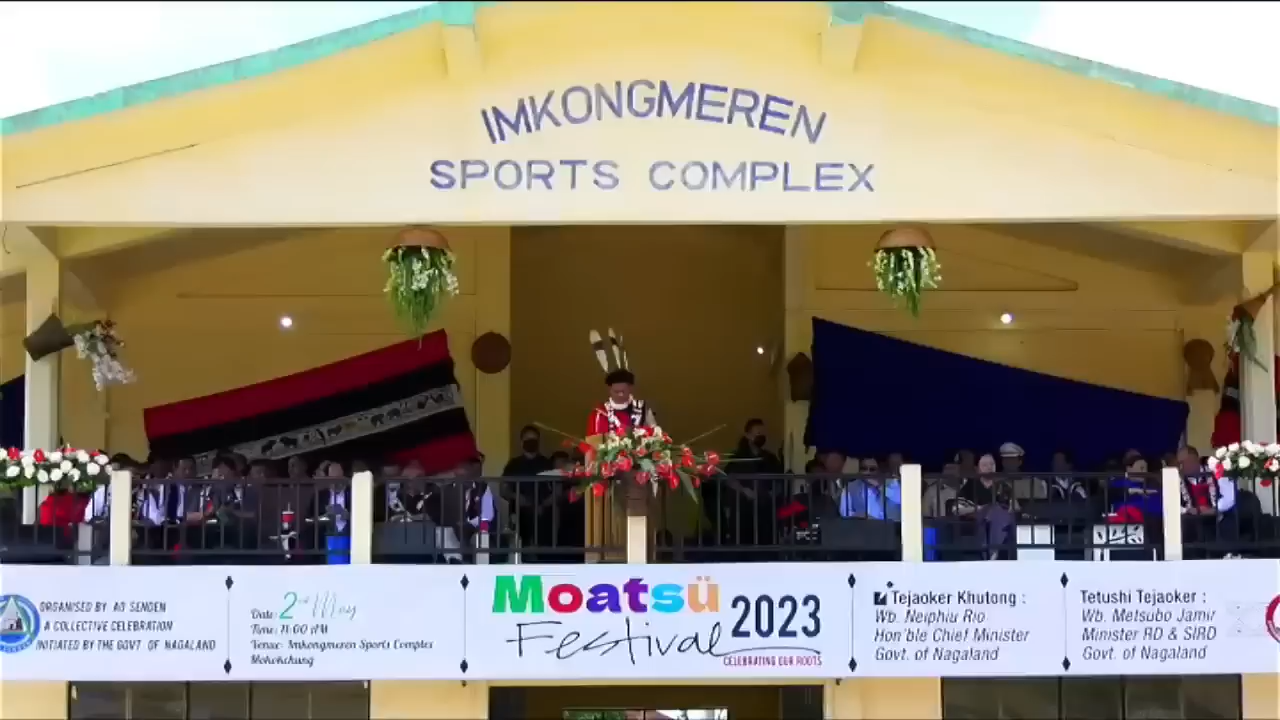 IMKONGMEREN
SPORTS COMPLEX
ORGANISED BY AO SENDEN
A COLLECTIVE CELEBRATION
INITIATED BY THE GOVT OF NAGALAND
Date: 2nd May
Time: 11:00 AM
Venue: Imkongmeren Sports Complex
Mokokchung
Moatsü 2023
Festival
CELEBRATING OUR ROOTS
Tejaoker Khutong :
Wb. Neiphiu Rio
Hon'ble Chief Minister
Govt. of Nagaland
Tetushi Tejaoker :
Wb. Metsubo Jamir
Minister RD & SIRD
Govt. of Nagaland